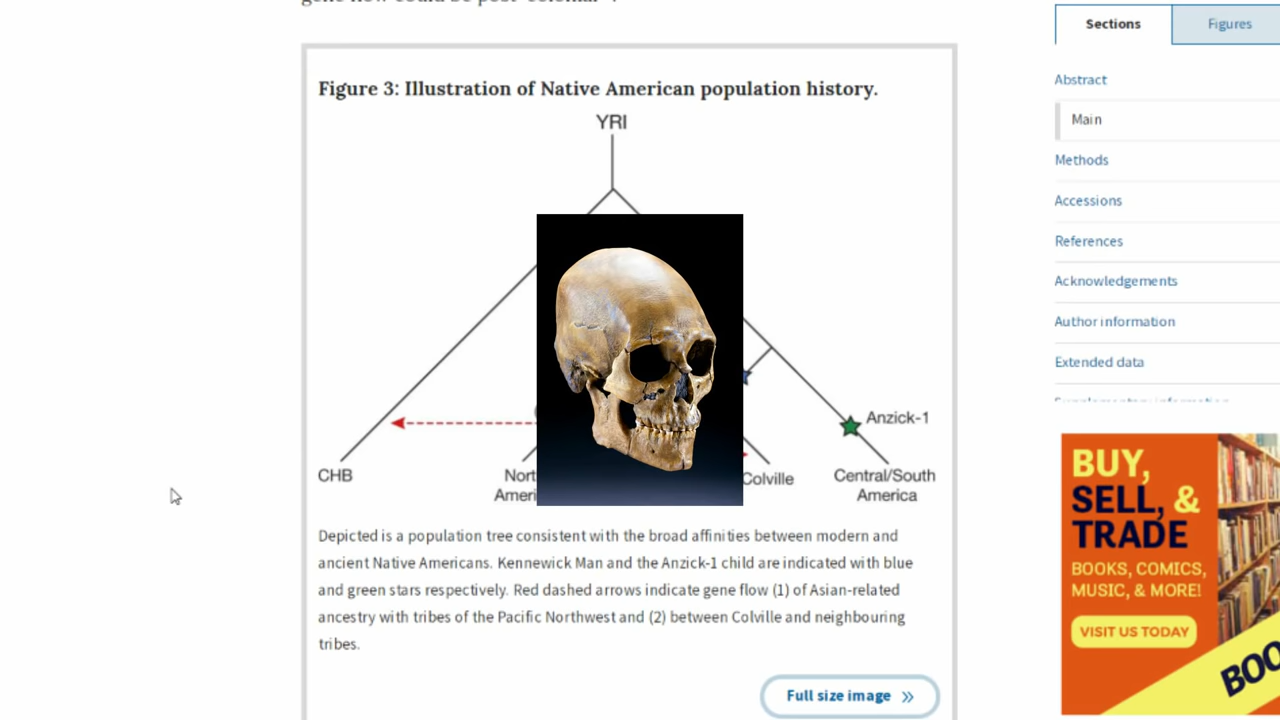 Figure 3: Illustration of Native American population history.
YRI
Anzick-1
CHB
Colville
Central/South
America
Depicted is a population tree consistent with the broad affinities between modern and
ancient Native Americans. Kennewick Man and the Anzick-1 child are indicated with blue
and green stars respectively. Red dashed arrows indicate gene flow (1) of Asian-related
ancestry with tribes of the Pacific Northwest and (2) between Colville and neighbouring
tribes.
Full size image
Sections
Figures
Abstract
Main
Methods
Accessions
References
Acknowledgements
Author information
Extended data
BUY,
SELL, &
TRADE
BOOKS, COMICS,
MUSIC, & MORE!
VISIT US TODAY